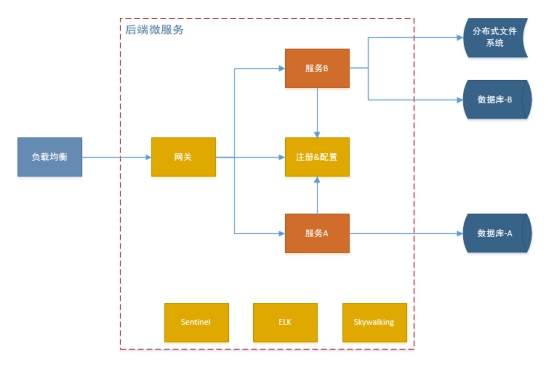 后端微服务
分布式文件
系统
服务B
数据库-B
负载均衡
网关
注册&配置
服务A
数据库-A
Sentinel
ELK
Skywalking